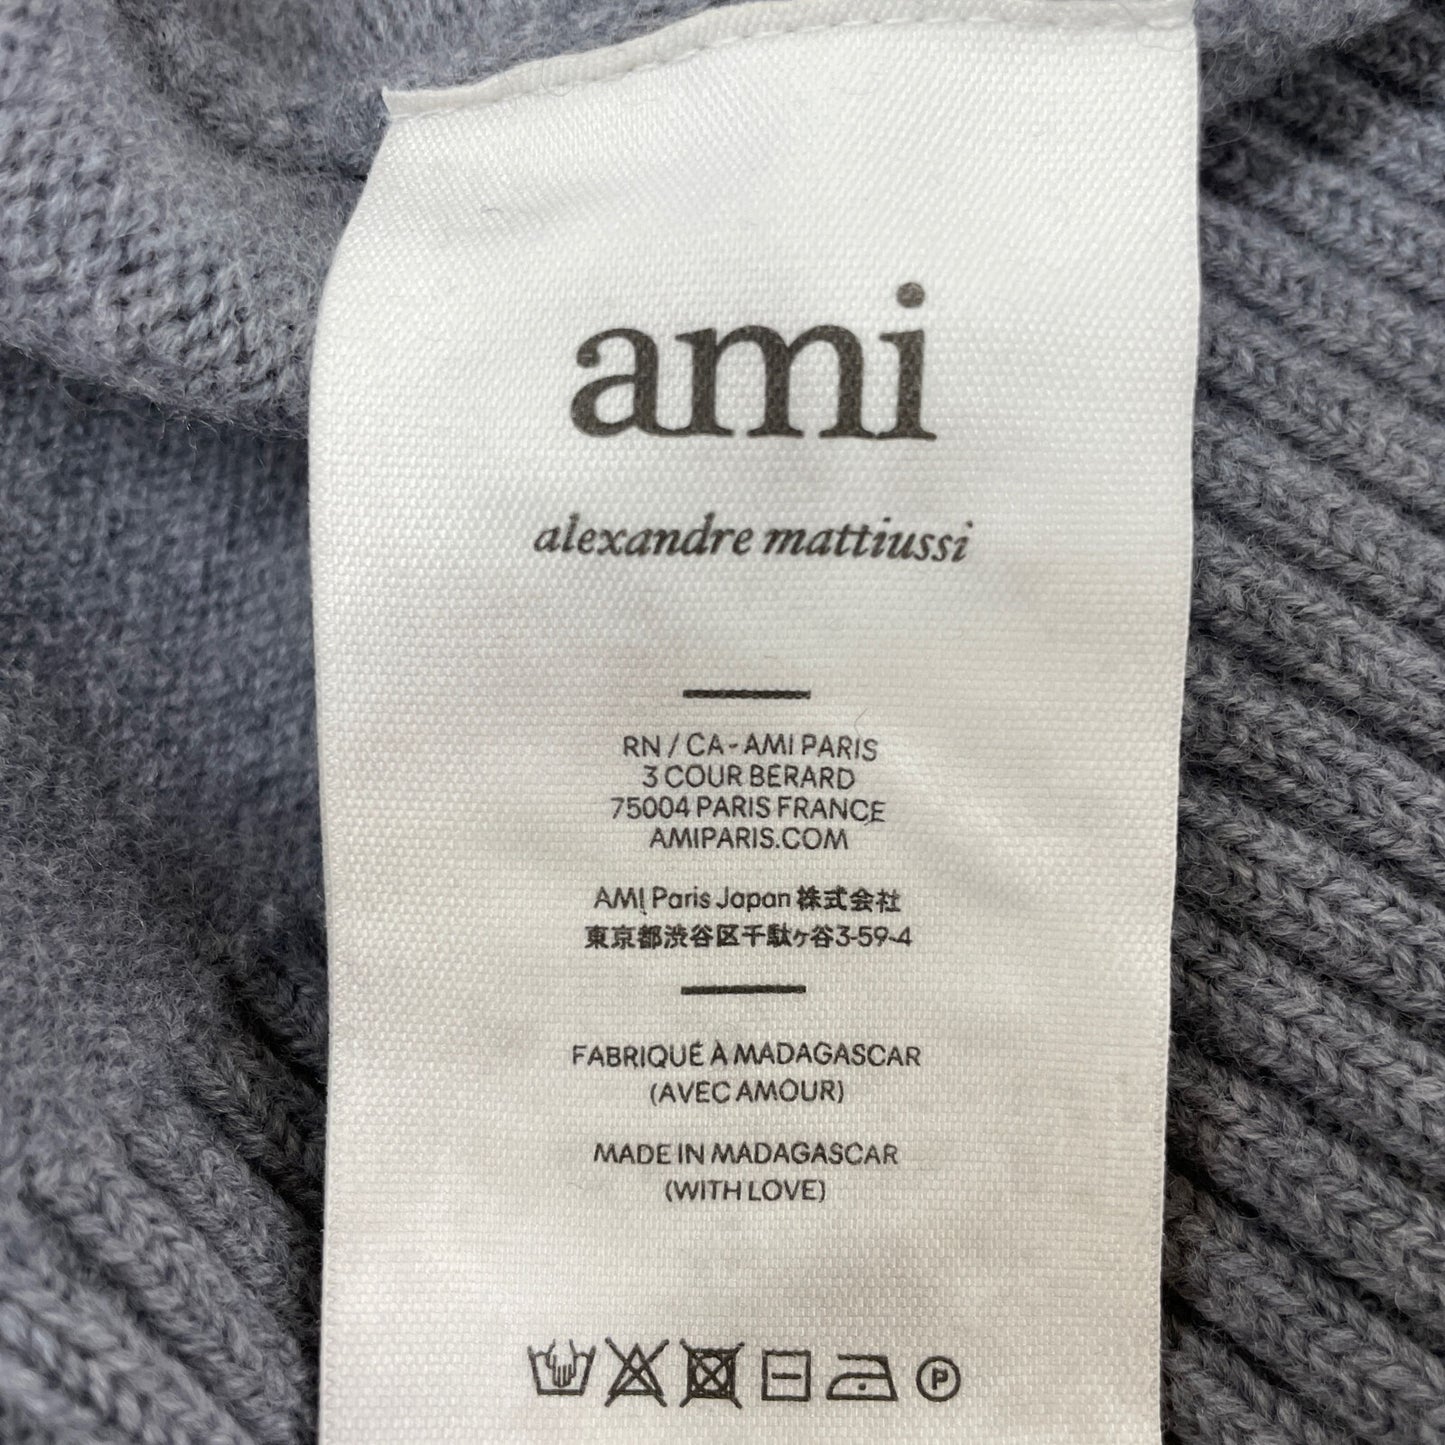 ami
alexandre mattiussi
RN / CA - AMI PARIS
3 COUR BERARD
75004 PARIS FRANCE
AMIPARIS.COM
AMI Paris Japan 株式会社
東京都渋谷区千駄ヶ谷3-59-4
FABRIQUÉ À MADAGASCAR
(AVEC AMOUR)
MADE IN MADAGASCAR
(WITH LOVE)
P